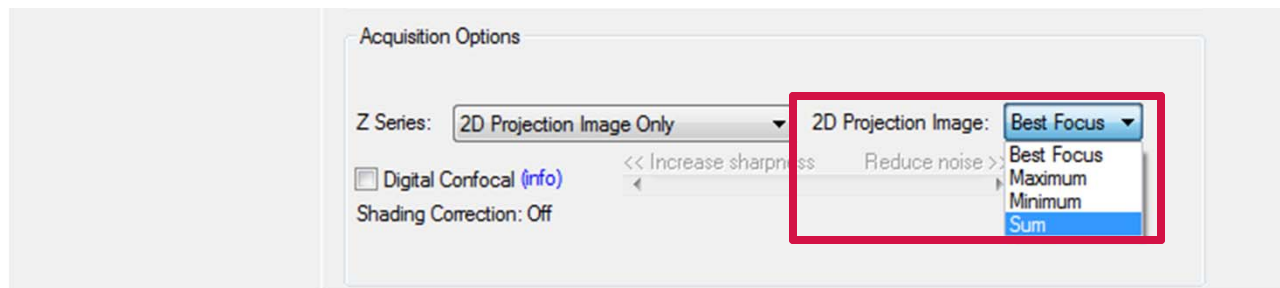 Acquisition Options
Z Series: 2D Projection Image Only 2D Projection Image: Best Focus
<< Increase sharpness Reduce noise >> Best Focus
Digital Confocal (info) Maximum
Minimum
Shading Correction: Off Sum